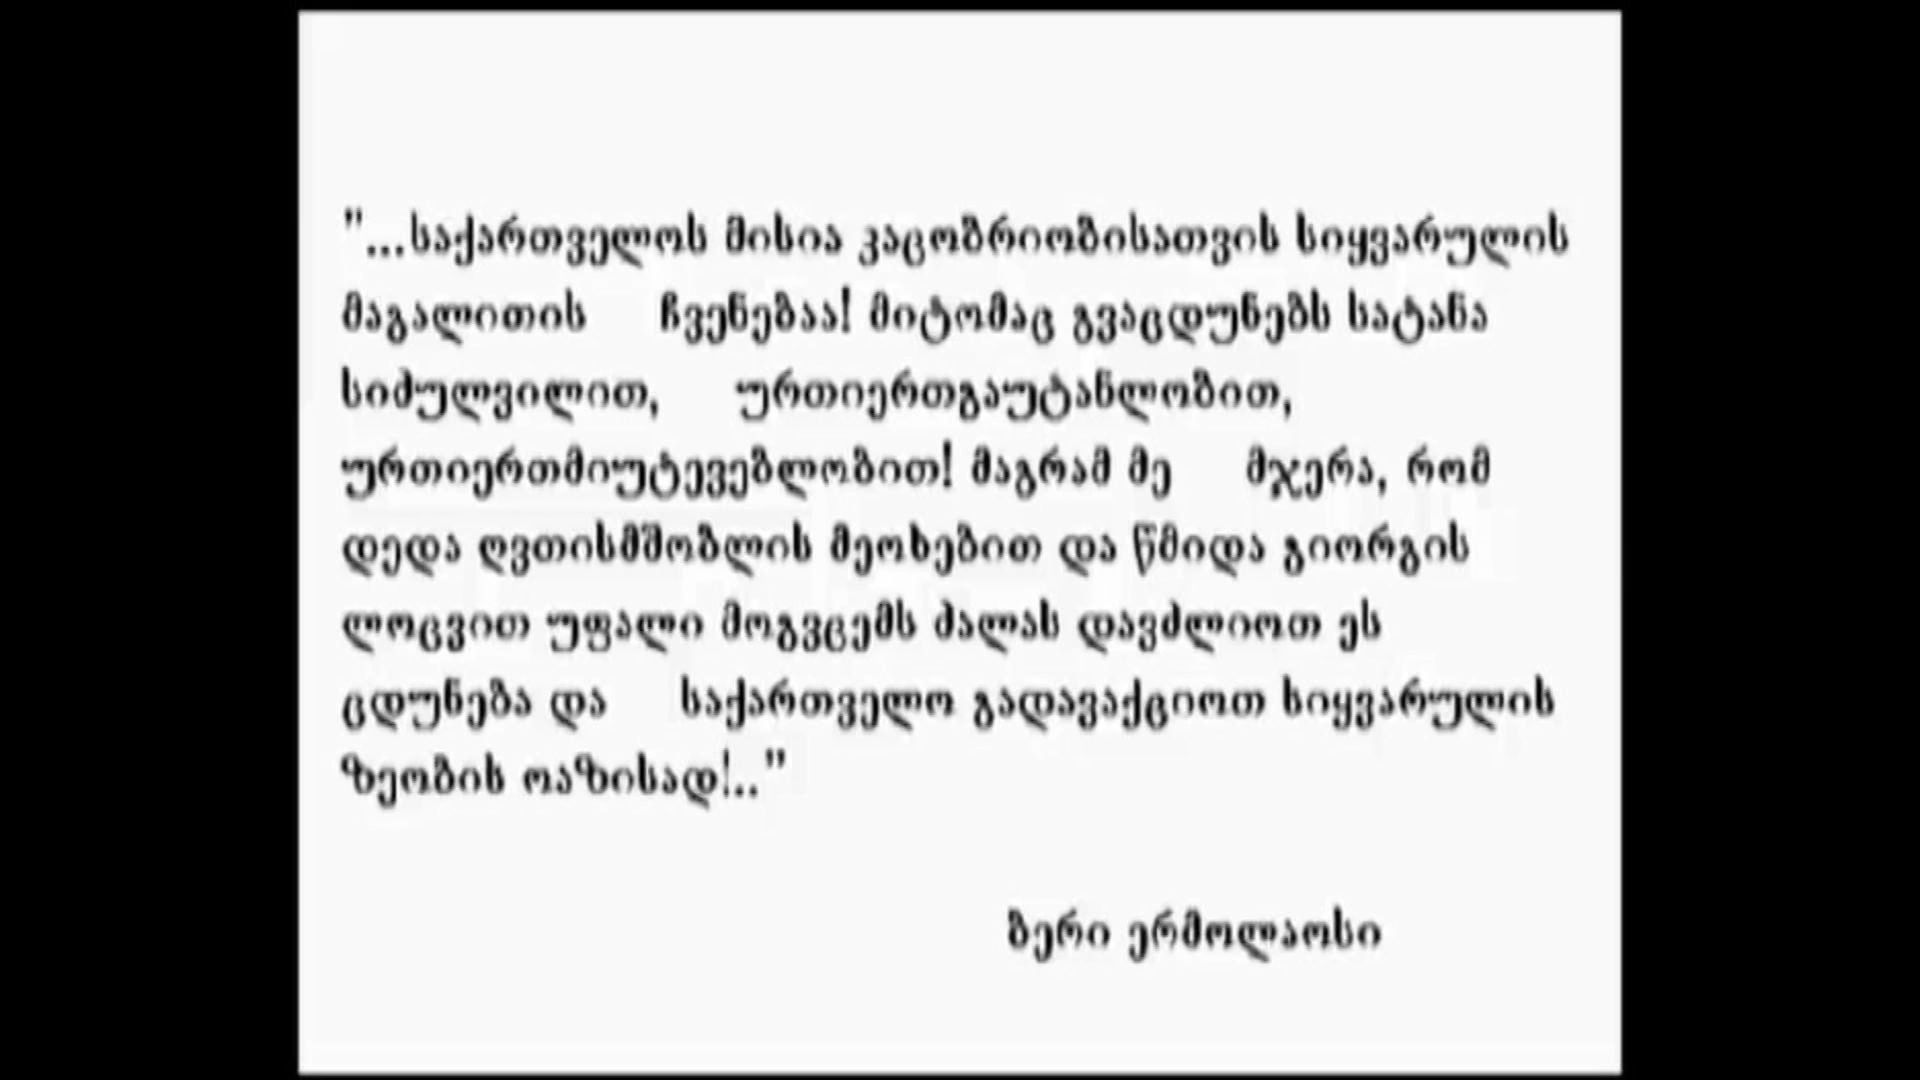 "...საქართველოს მისია კაცობრიობისათვის სიყვარულის
მაგალითის ჩვენებაა! მიტომაც გვაცდუნებს სატანა
სიძულვილით, ურთიერთგაუტანლობით,
ურთიერთმიუტევებლობით! მაგრამ მე მჯერა, რომ
დედა ღვთისმშობლის მეოხებით და წმიდა გიორგის
ლოცვით უფალი მოგვცემს ძალას დავძლიოთ ეს
ცდუნება და საქართველო გადავაქციოთ სიყვარულის
ზეობის ოაზისად!.."
ბერი ერმოლაოსი